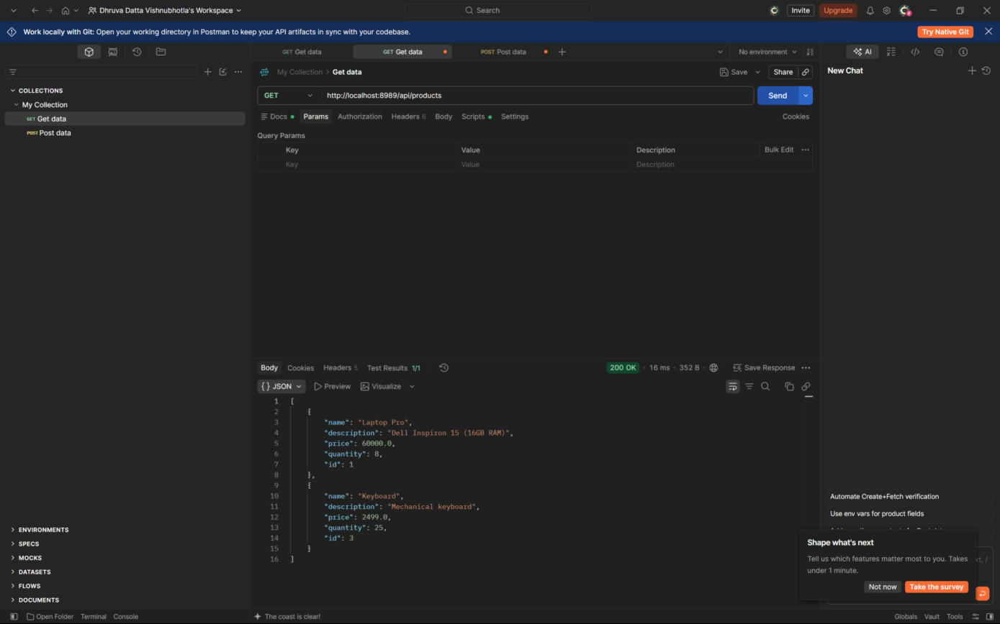 Dhruva Datta Vishnubhotla's Workspace
Search
Invite
Upgrade
Work locally with Git: Open your working directory in Postman to keep your API artifacts in sync with your codebase.
Try Native Git
GET Get data
GET Get data
POST Post data
No environment
AI
New Chat
COLLECTIONS
My Collection
GET Get data
POST Post data
HTTP My Collection > Get data
Save
Share
GET
http://localhost:8989/api/products
Send
Docs
Params
Authorization
Headers 6
Body
Scripts
Settings
Cookies
Query Params
Key
Value
Description
Bulk Edit
Key
Value
Description
Body
Cookies
Headers 5
Test Results 1/1
200 OK
16 ms
352 B
e.g. Save Response
{} JSON
Preview
Visualize
1 [
2 {
3 "name": "Laptop Pro",
4 "description": "Dell Inspiron 15 (16GB RAM)",
5 "price": 60000.0,
6 "quantity": 8,
7 "id": 1
8 },
9 {
10 "name": "Keyboard",
11 "description": "Mechanical keyboard",
12 "price": 2499.0,
13 "quantity": 25,
14 "id": 3
15 }
16 ]
Automate Create+Fetch verification
Use env vars for product fields
Shape what's next
Tell us which features matter most to you. Takes
under 1 minute.
Not now
Take the survey
ENVIRONMENTS
SPECS
MOCKS
DATASETS
FLOWS
DOCUMENTS
Open Folder
Terminal
Console
The coast is clear!
Globals
Vault
Tools